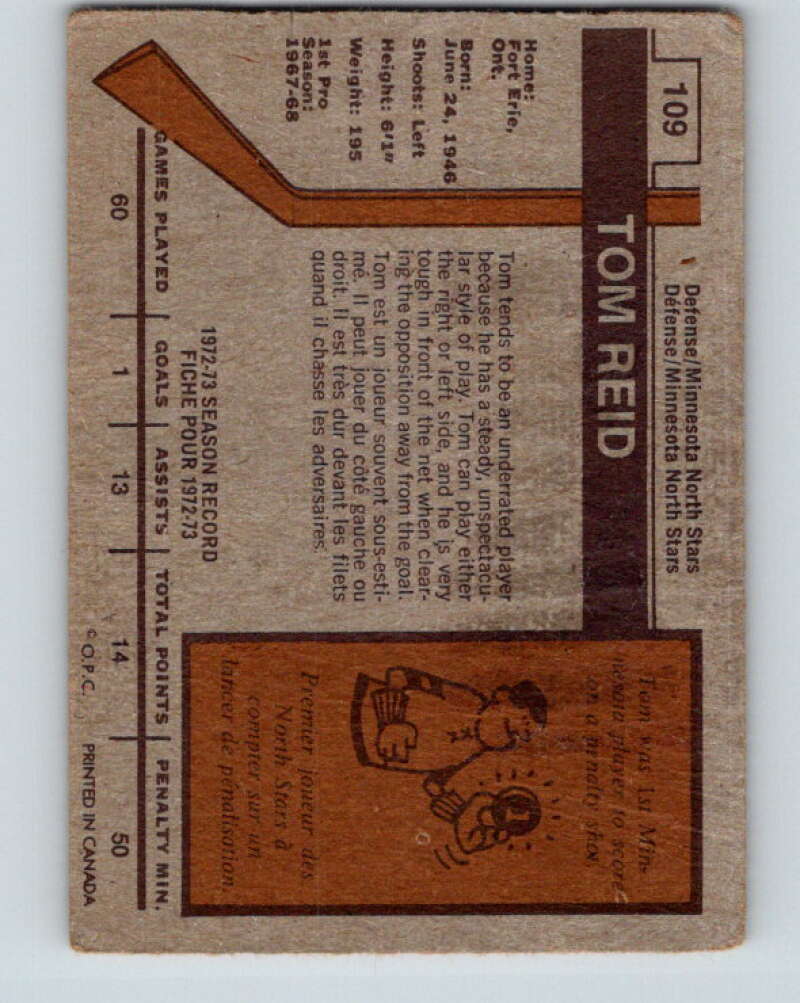 109
Defense/Minnesota North Stars
Défense/Minnesota North Stars
TOM REID
Home:
Fort Erie,
Ont.
Born:
June 24, 1946
Shoots: Left
Height: 6'1"
Weight: 195
1st Pro
Season:
1967-68
Tom tends to be an underrated player
because he has a steady, unspectacu-
lar style of play. Tom can play either
the right or left side, and he is very
tough in front of the net when clear-
ing the opposition away from the goal.
Tom est un joueur souvent sous-esti-
mé. Il peut jouer du côté gauche ou
droit. Il est très dur devant les filets
quand il chasse les adversaires.
Tom was 1st Min-
nesota player to score
on a penalty shot
Premier joueur des
North Stars à
compter sur un
lancer de pénalisation.
1972-73 SEASON RECORD
FICHE POUR 1972-73
GAMES PLAYED | GOALS | ASSISTS | TOTAL POINTS | PENALTY MIN.
60 1 13 14 50
© O.P.C. PRINTED IN CANADA